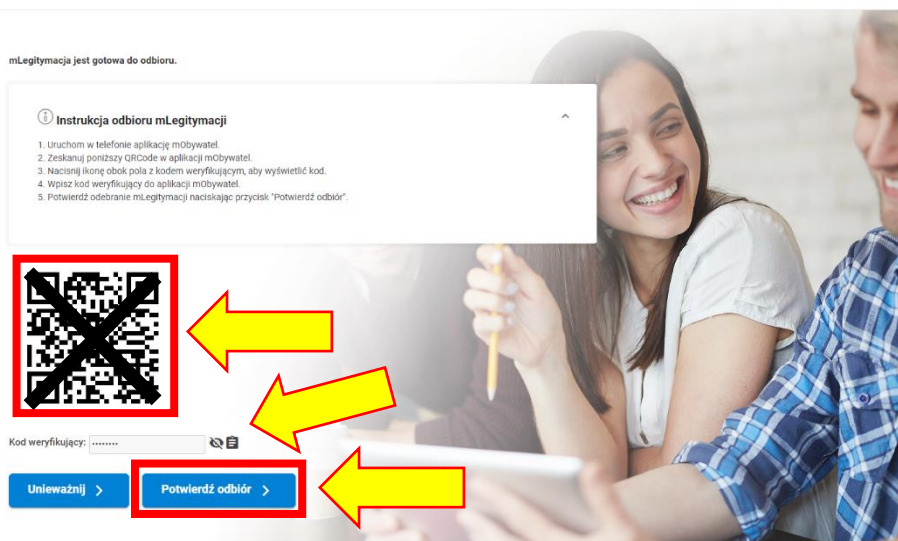 mLegitymacja jest gotowa do odbioru.
Instrukcja odbioru mLegitymacji
1. Uruchom w telefonie aplikację mObywatel.
2. Zeskanuj poniższy QRCode w aplikacji mObywatel.
3. Nacisnij ikonę obok pola z kodem weryfikującym, aby wyświetlić kod.
4. Wpisz kod weryfikujący do aplikacji mObywatel.
5. Potwierdź odebranie mLegitymacji naciskając przycisk "Potwierdź odbiór".
Kod weryfikujący: ........
Unieważnij >
Potwierdź odbiór >